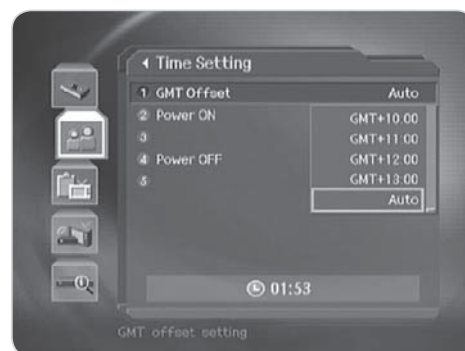 Time Setting
1 GMT Offset Auto
2 Power ON GMT+10:00
3 GMT+11:00
4 Power OFF GMT+12:00
5 GMT+13:00
Auto
01:53
GMT offset setting